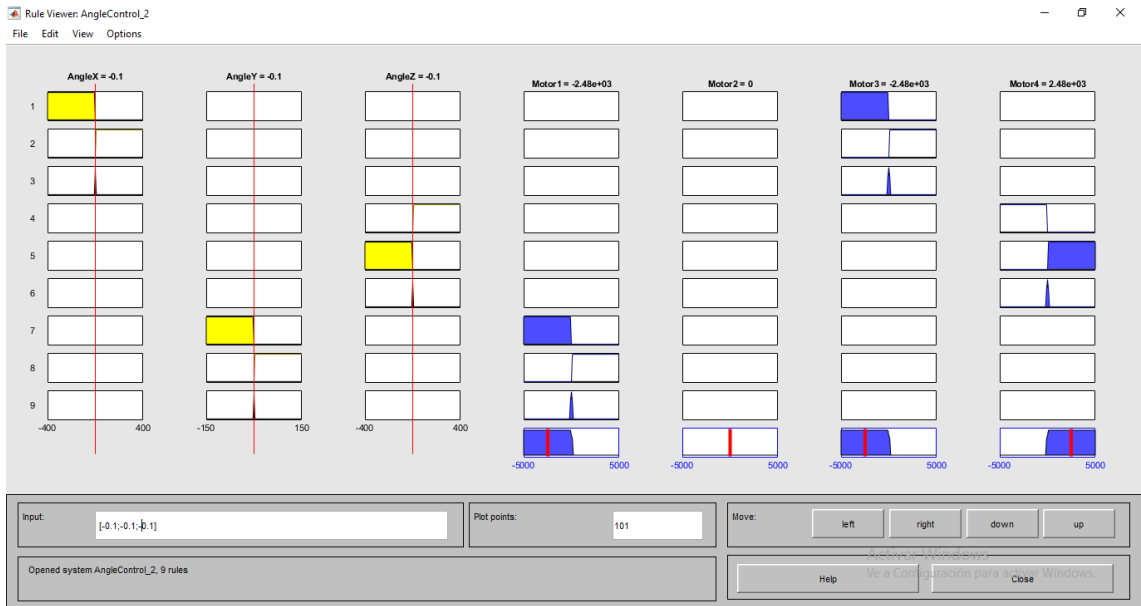 Rule Viewer: AngleControl_2
File Edit View Options
AngleX = -0.1 AngleY = -0.1 AngleZ = -0.1 Motor1 = -2.48e+03 Motor2 = 0 Motor3 = -2.48e+03 Motor4 = 2.48e+03
1
2
3
4
5
6
7
8
9
-400 400 -150 150 -400 400
-5000 5000 -5000 5000 -5000 5000 -5000 5000
Input: [-0.1;-0.1;-0.1] Plot points: 101 Move: left right down up
Activar Windows
Opened system AngleControl_2, 9 rules Help Close
Ve a Configuración para activar Windows.